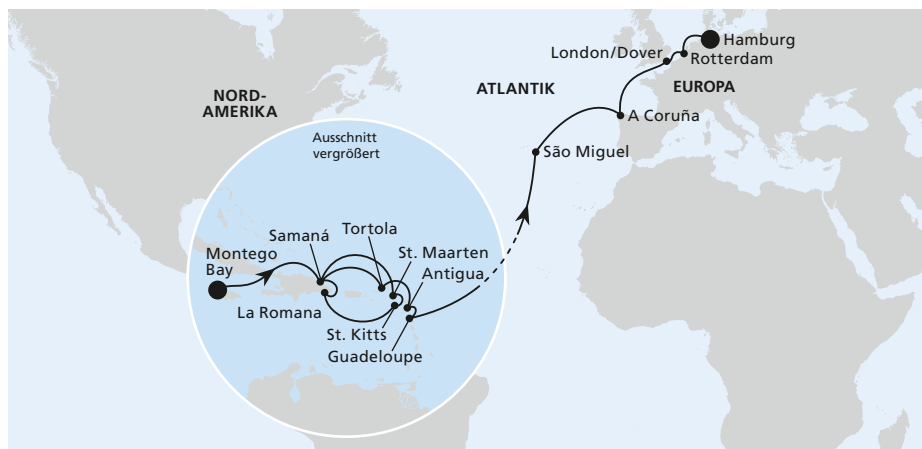 Hamburg
London/Dover
Rotterdam
ATLANTIK
EUROPA
NORD-
AMERIKA
A Coruña
Ausschnitt
vergrößert
São Miguel
Samaná
Tortola
Montego
Bay
St. Maarten
Antigua
La Romana
St. Kitts
Guadeloupe